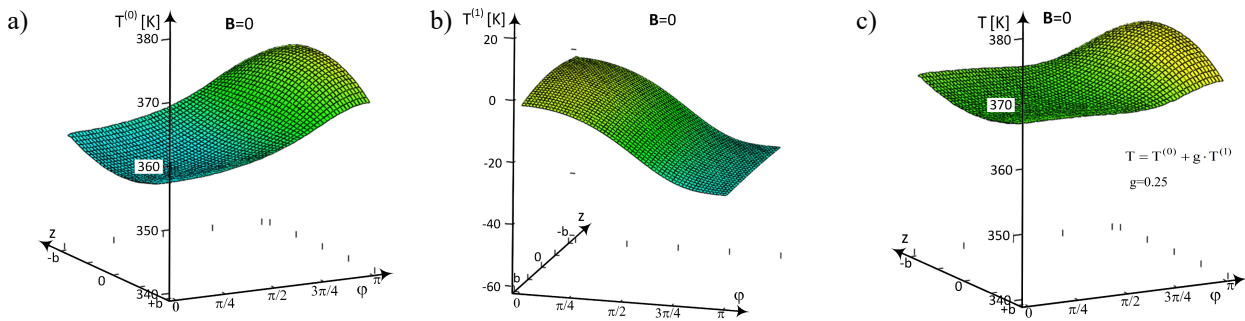 a)
T(0) [K]
B=0
380
370
360
350
340
z
-b
0
+b
0
π/4
π/2
3π/4
π
φ
b)
T(1) [K]
B=0
20
0
-20
-40
-60
z
-b
0
b
0
π/4
π/2
3π/4
π
φ
c)
T [K]
B=0
380
370
360
350
340
T = T(0) + g · T(1)
g=0.25
z
-b
0
+b
0
π/4
π/2
3π/4
π
φ